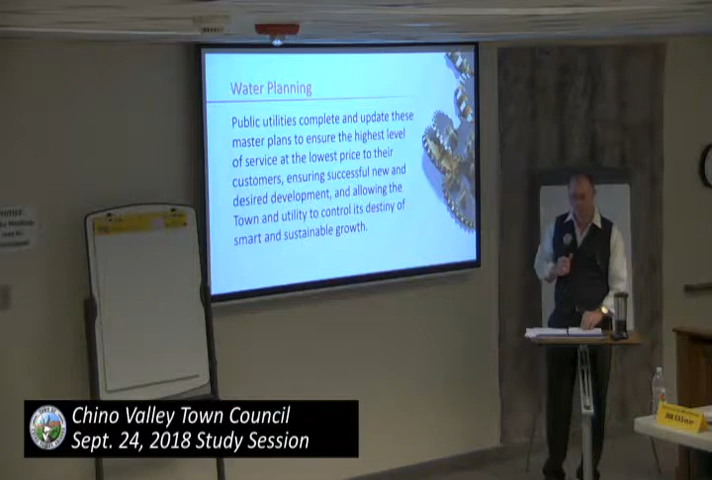 Water Planning
Public utilities complete and update these
master plans to ensure the highest level
of service at the lowest price to their
customers, ensuring successful new and
desired development, and allowing the
Town and utility to control its destiny of
smart and sustainable growth.
Miller
Chino Valley Town Council
Sept. 24, 2018 Study Session